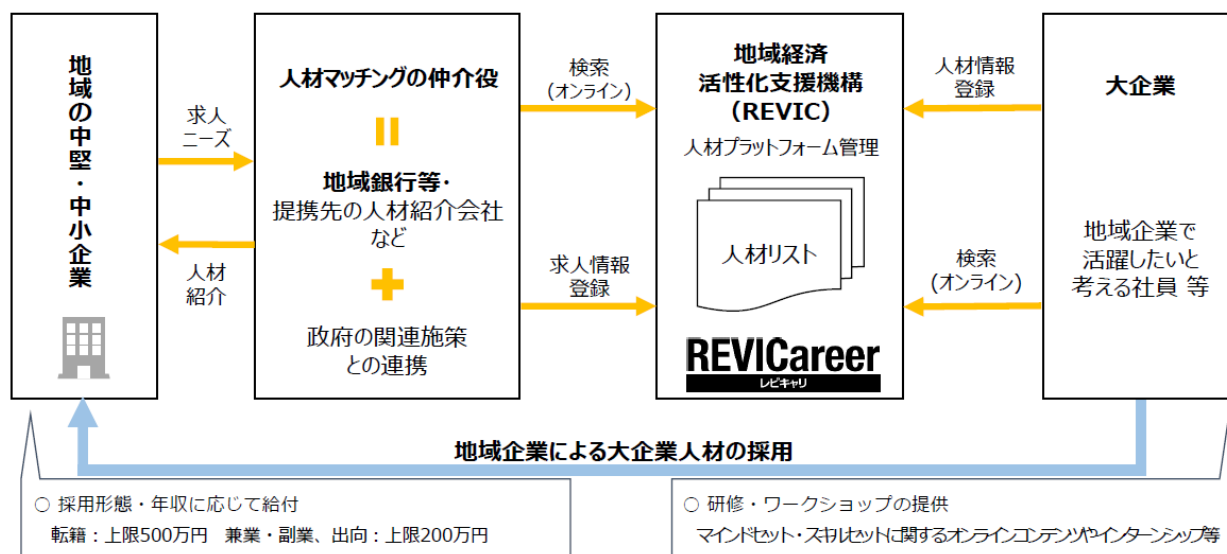 地域の中堅・中小企業
求人
ニーズ
人材
紹介
人材マッチングの仲介役
地域銀行等・
提携先の人材紹介会社
など
政府の関連施策
との連携
検索
(オンライン)
求人情報
登録
地域経済
活性化支援機構
（REVIC）
人材プラットフォーム管理
人材リスト
REVICareer
レビキャリ
人材情報
登録
検索
(オンライン)
大企業
地域企業で
活躍したいと
考える社員 等
地域企業による大企業人材の採用
○ 採用形態・年収に応じて給付
転籍：上限500万円　兼業・副業、出向：上限200万円
○ 研修・ワークショップの提供
マインドセット・スキルセットに関するオンラインコンテンツやインターンシップ等